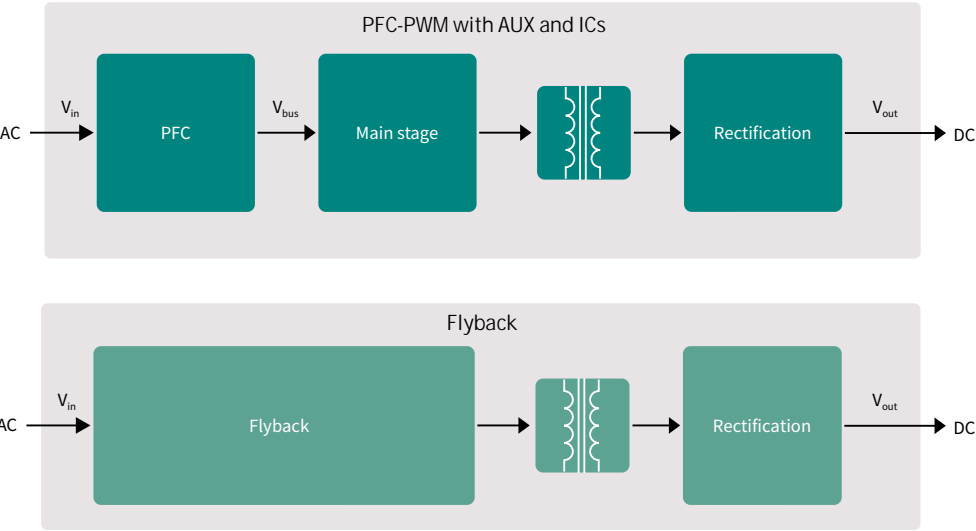 PFC-PWM with AUX and ICs
AC
Vin
PFC
Vbus
Main stage
Rectification
Vout
DC
Flyback
AC
Vin
Flyback
Rectification
Vout
DC